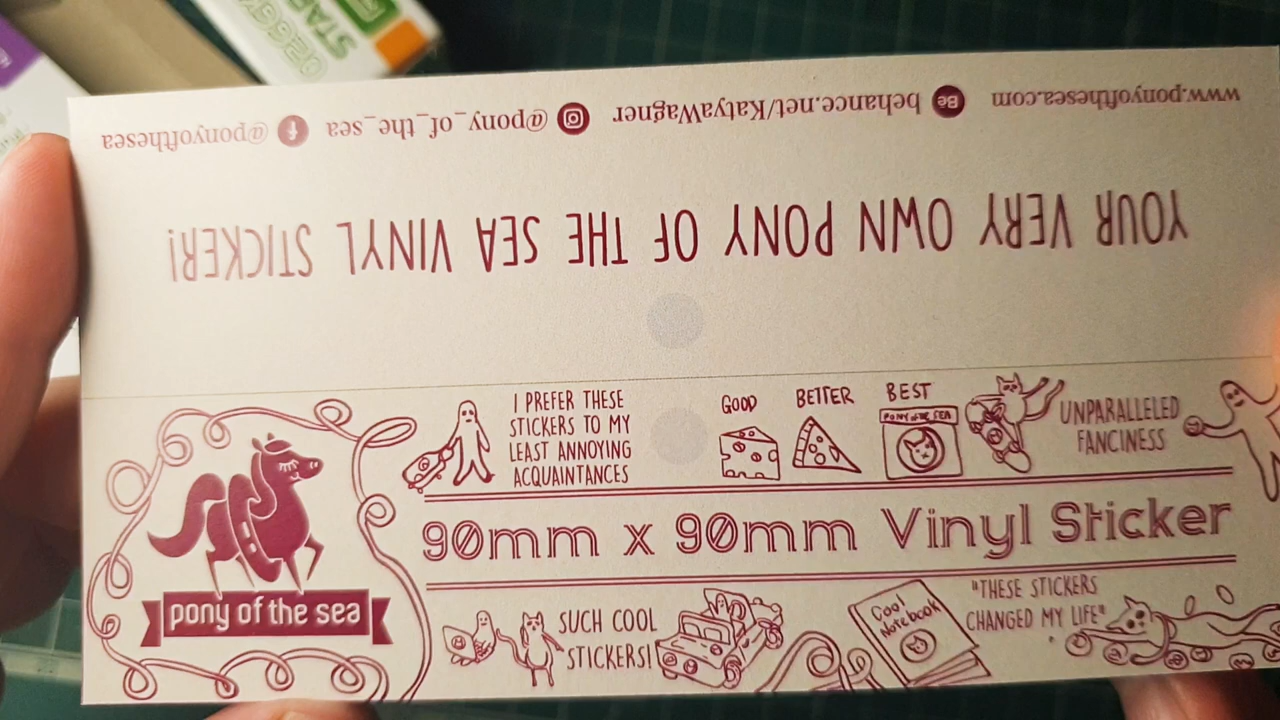 www.ponyofthesea.com behance.net/KatyaWagner @pony_of_the_sea @ponyofthesea
YOUR VERY OWN PONY OF THE SEA VINYL STICKER!
I PREFER THESE
STICKERS TO MY
LEAST ANNOYING
ACQUAINTANCES
GOOD
BETTER
BEST
PONY OF THE SEA
UNPARALLELED
FANCINESS
90mm x 90mm Vinyl Sticker
pony of the sea
SUCH COOL
STICKERS!
Cool
Notebook
"THESE STICKERS
CHANGED MY LIFE"